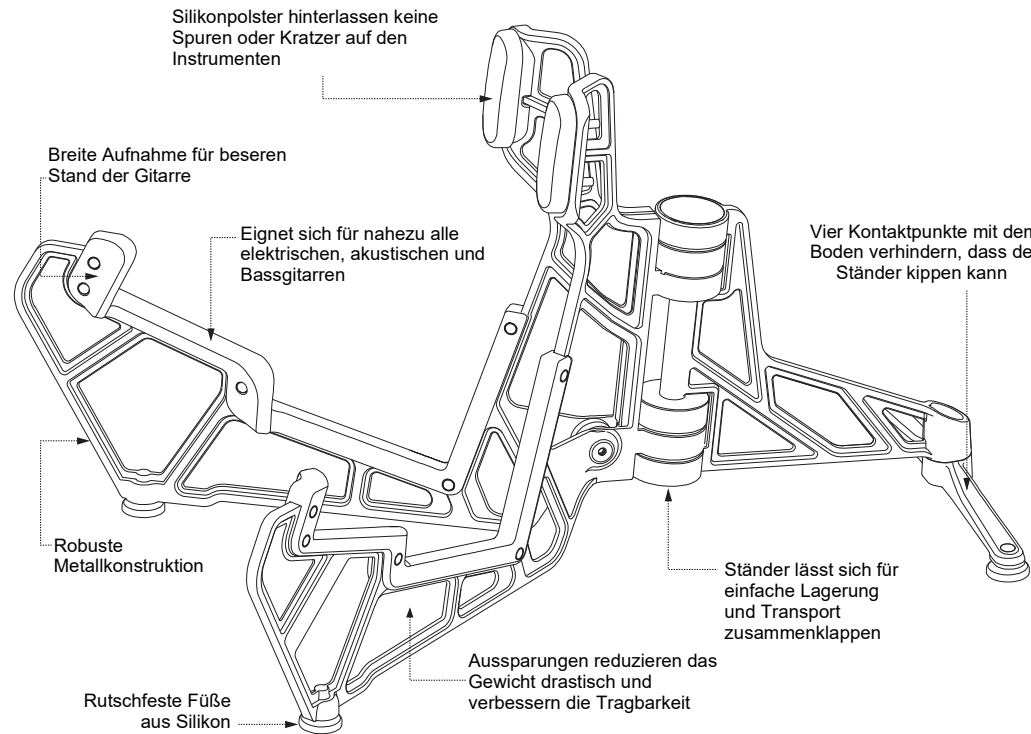 Silikonpolster hinterlassen keine
Spuren oder Kratzer auf den
Instrumenten
Breite Aufnahme für beseren
Stand der Gitarre
Eignet sich für nahezu alle
elektrischen, akustischen und
Bassgitarren
Vier Kontaktpunkte mit dem
Boden verhindern, dass de
Ständer kippen kann
Robuste
Metallkonstruktion
Ständer lässt sich für
einfache Lagerung
und Transport
zusammenklappen
Aussparungen reduzieren das
Gewicht drastisch und
verbessern die Tragbarkeit
Rutschfeste Füße
aus Silikon